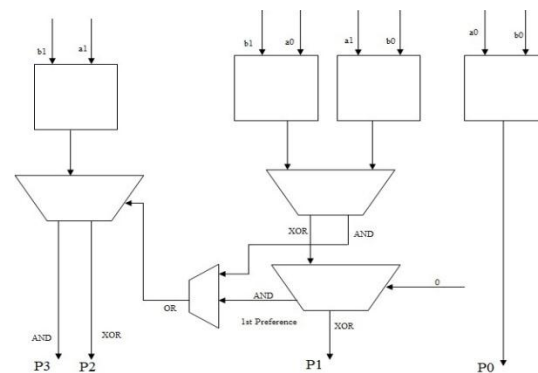 b1 a1 b1 a0 a1 b0 a0 b0
XOR AND
0
AND
OR
1st Preference
XOR
AND XOR
P3 P2 P1 P0